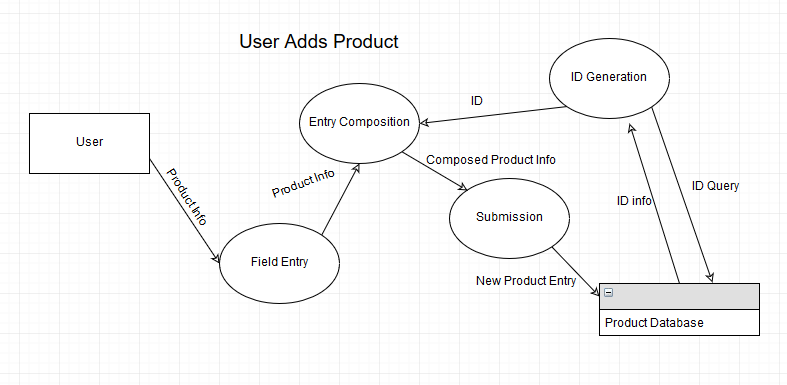 User Adds Product
ID Generation
ID
User
Entry Composition
Composed Product Info
Product Info
Product Info
ID Query
ID info
Submission
Field Entry
New Product Entry
Product Database